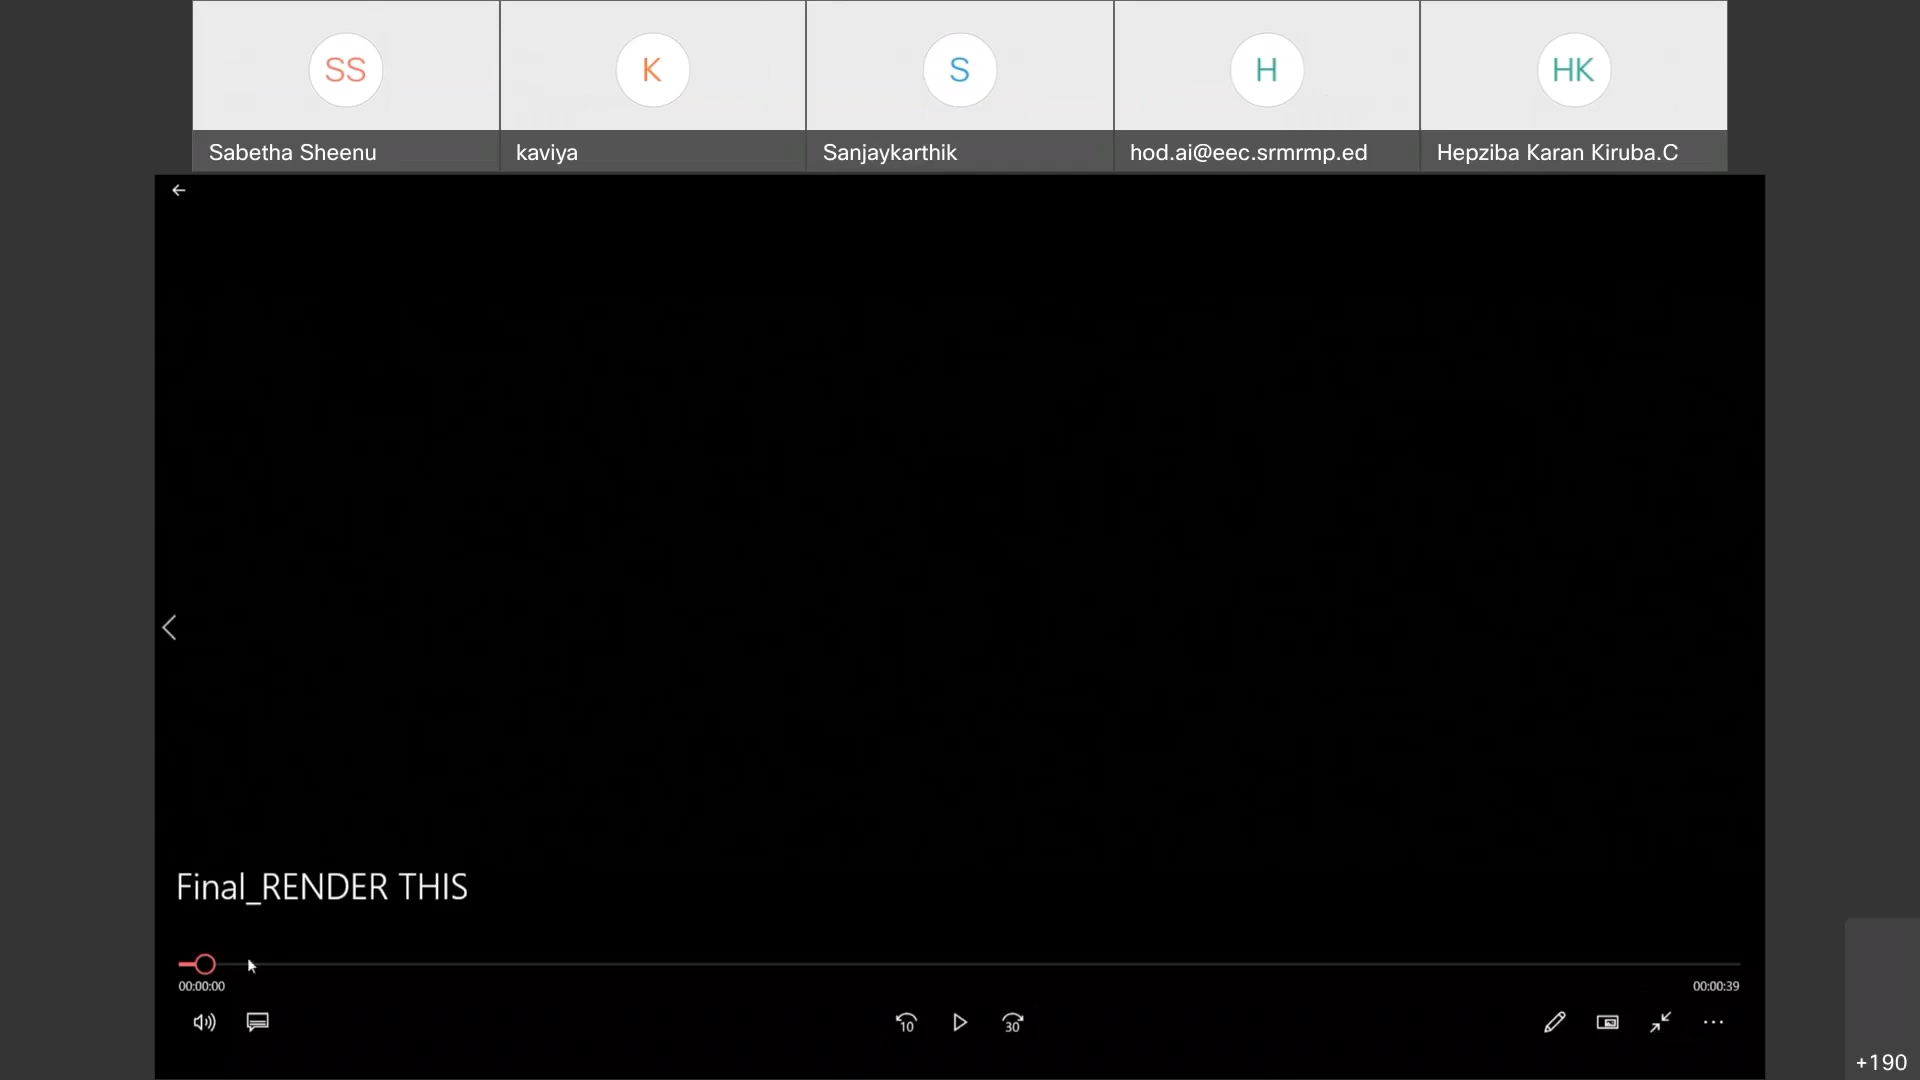 SS
K
S
H
HK
Sabetha Sheenu
kaviya
Sanjaykarthik
hod.ai@eec.srmrmp.ed
Hepziba Karan Kiruba.C
Final_RENDER THIS
00:00:00
00:00:39
10
30
+190